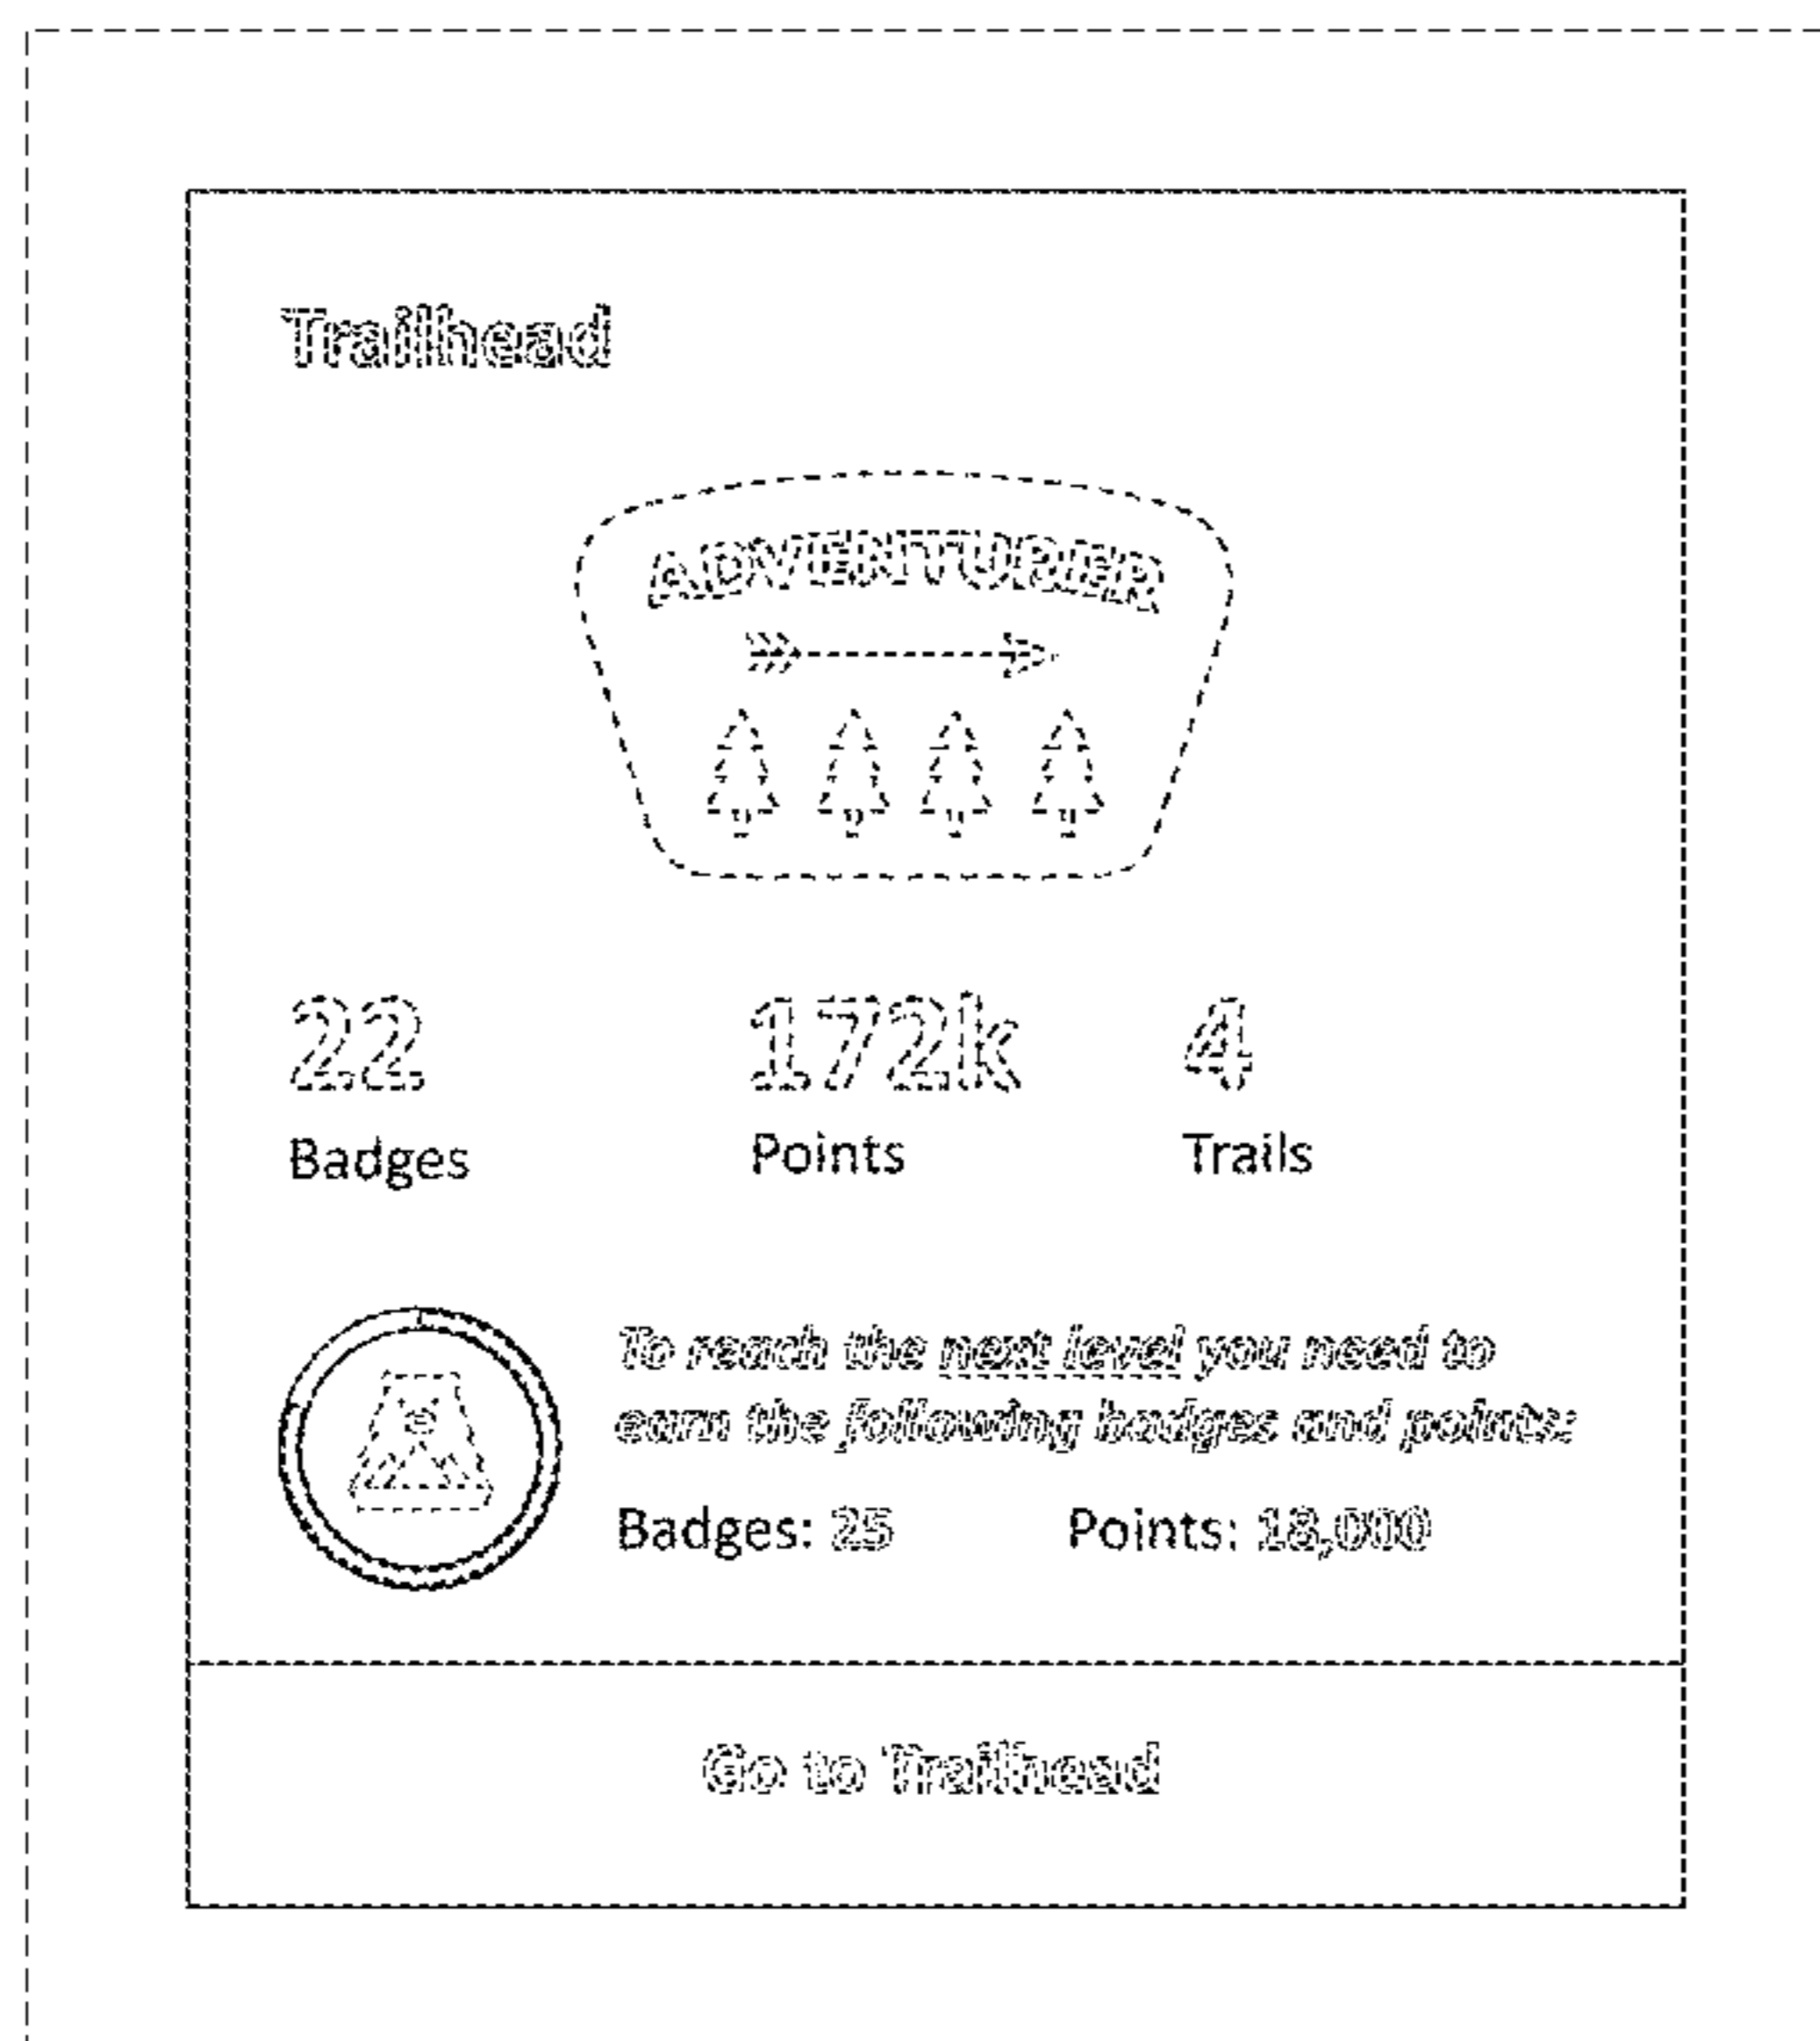 Trailhead
ADVENTURER
22 172k 4
Badges Points Trails
To reach the next level you need to
earn the following badges and points:
Badges: 25 Points: 18,000
Go to Trailhead